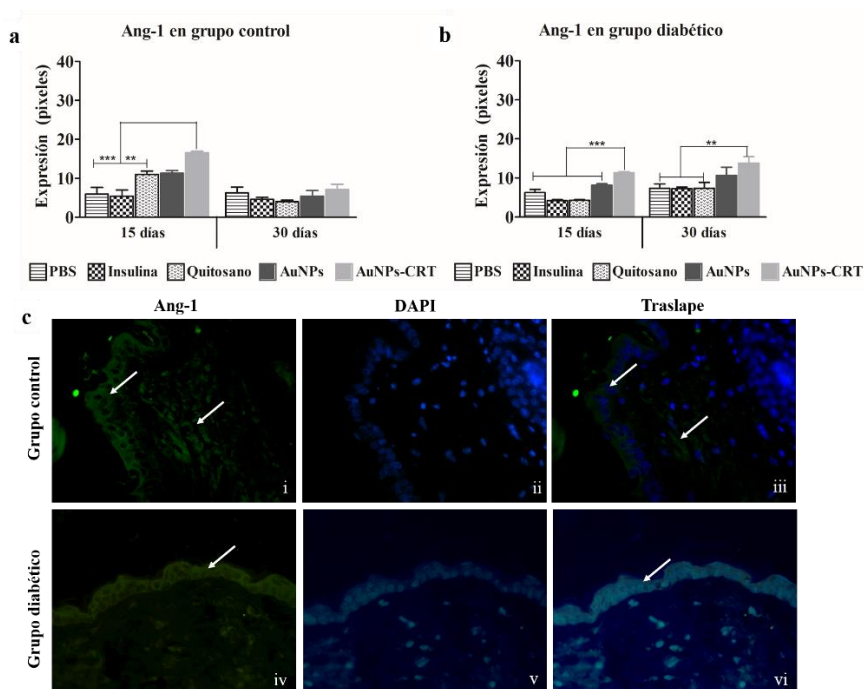 a
Ang-1 en grupo control
Expresión (pixeles)
40
30
20
10
0
*** **
15 días
30 días
PBS Insulina Quitosano AuNPs AuNPs-CRT
b
Ang-1 en grupo diabético
Expresión (pixeles)
40
30
20
10
0
***
**
15 días
30 días
PBS Insulina Quitosano AuNPs AuNPs-CRT
c
Ang-1 DAPI Traslape
Grupo control
i ii iii
Grupo diabético
iv v vi